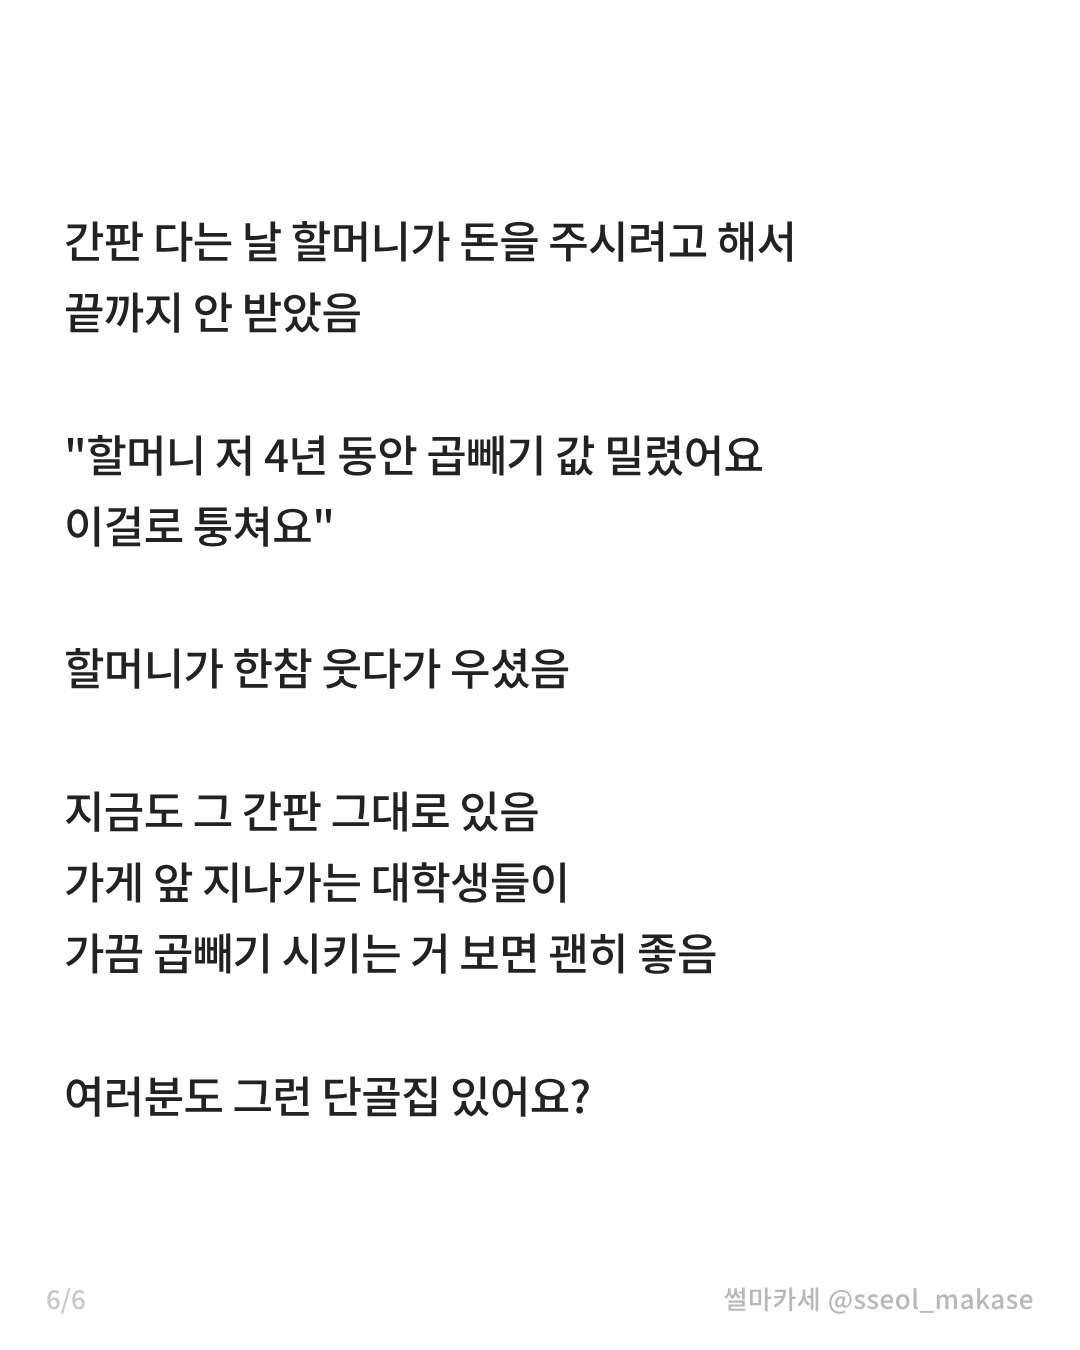 간판 다는 날 할머니가 돈을 주시려고 해서
끝까지 안 받았음
"할머니 저 4년 동안 곱빼기 값 밀렸어요
이걸로 퉁쳐요"
할머니가 한참 웃다가 우셨음
지금도 그 간판 그대로 있음
가게 앞 지나가는 대학생들이
가끔 곱빼기 시키는 거 보면 괜히 좋음
여러분도 그런 단골집 있어요?
6/6
썰마카세 @sseol_makase